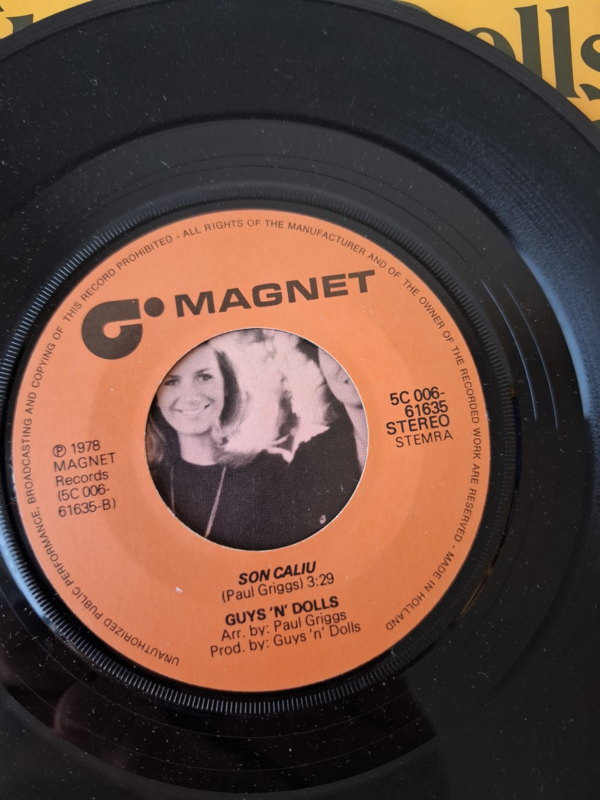 olls
UNAUTHORIZED PUBLIC PERFORMANCE, BROADCASTING AND COPYING OF THIS RECORD PROHIBITED - ALL RIGHTS OF THE MANUFACTURER AND OF THE OWNER OF THE RECORDED WORK ARE RESERVED - MADE IN HOLLAND
MAGNET
5C 006-
61635
STEREO
STEMRA
℗ 1978
MAGNET
Records
(5C 006-
61635-B)
SON CALIU
(Paul Griggs) 3:29
GUYS 'N' DOLLS
Arr. by: Paul Griggs
Prod. by: Guys 'n' Dolls